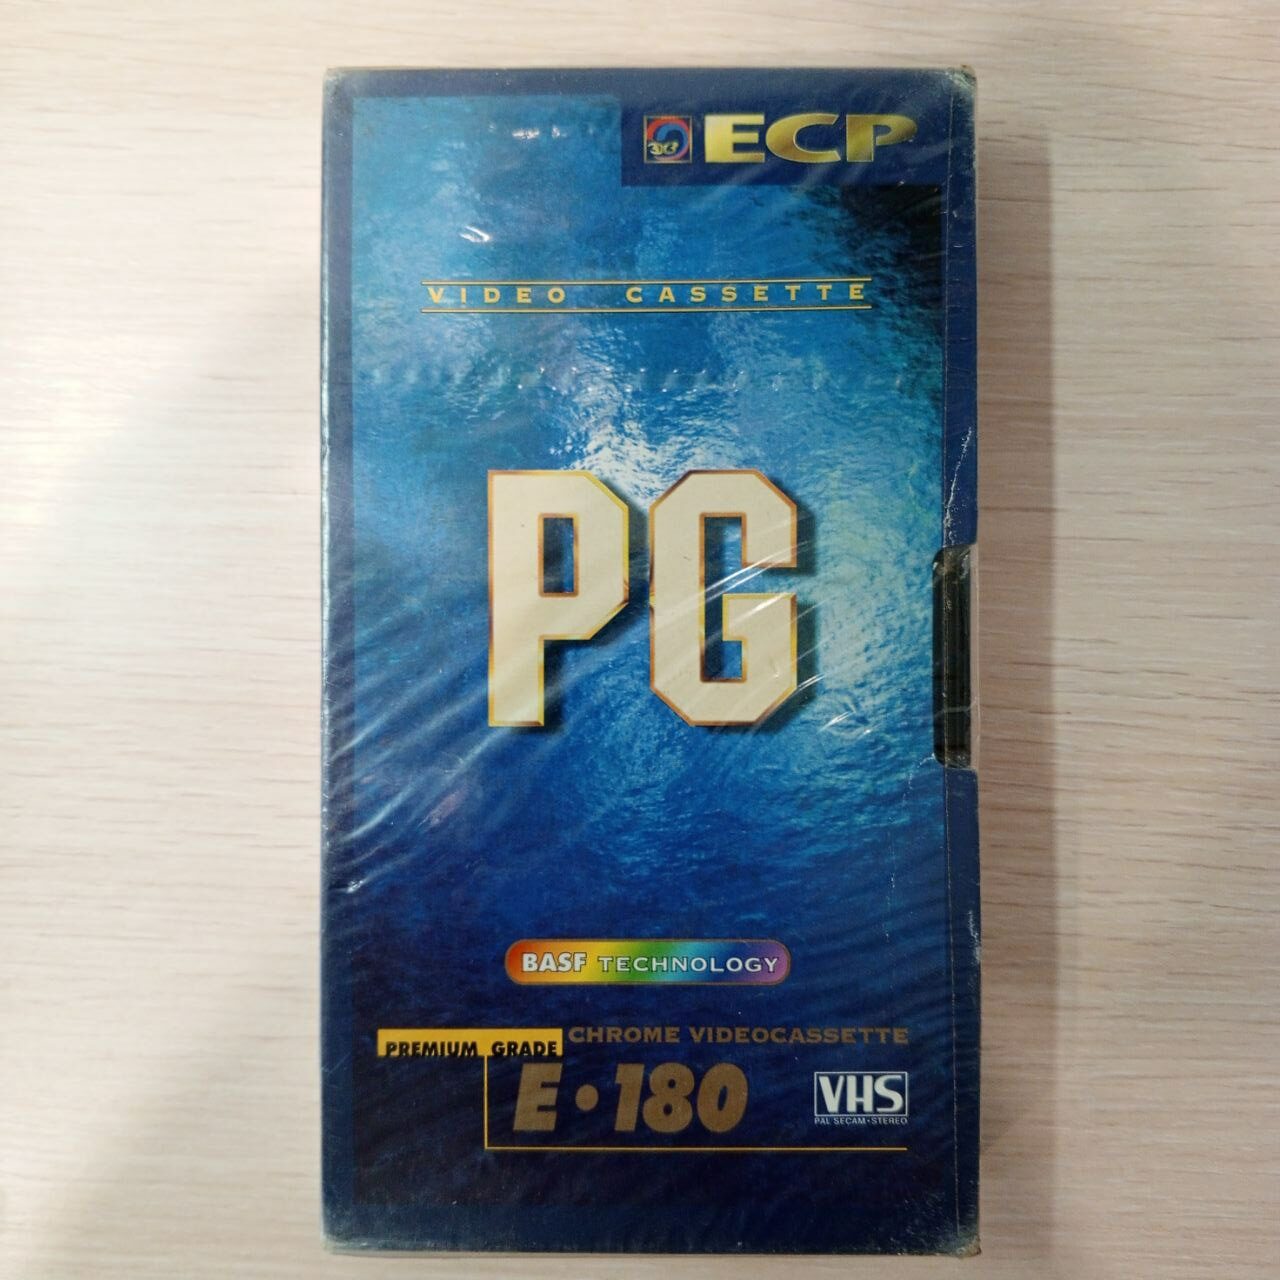 ECP
VIDEO CASSETTE
PG
BASF TECHNOLOGY
CHROME VIDEOCASSETTE
PREMIUM GRADE
E•180
VHS
PAL SECAM•STEREO